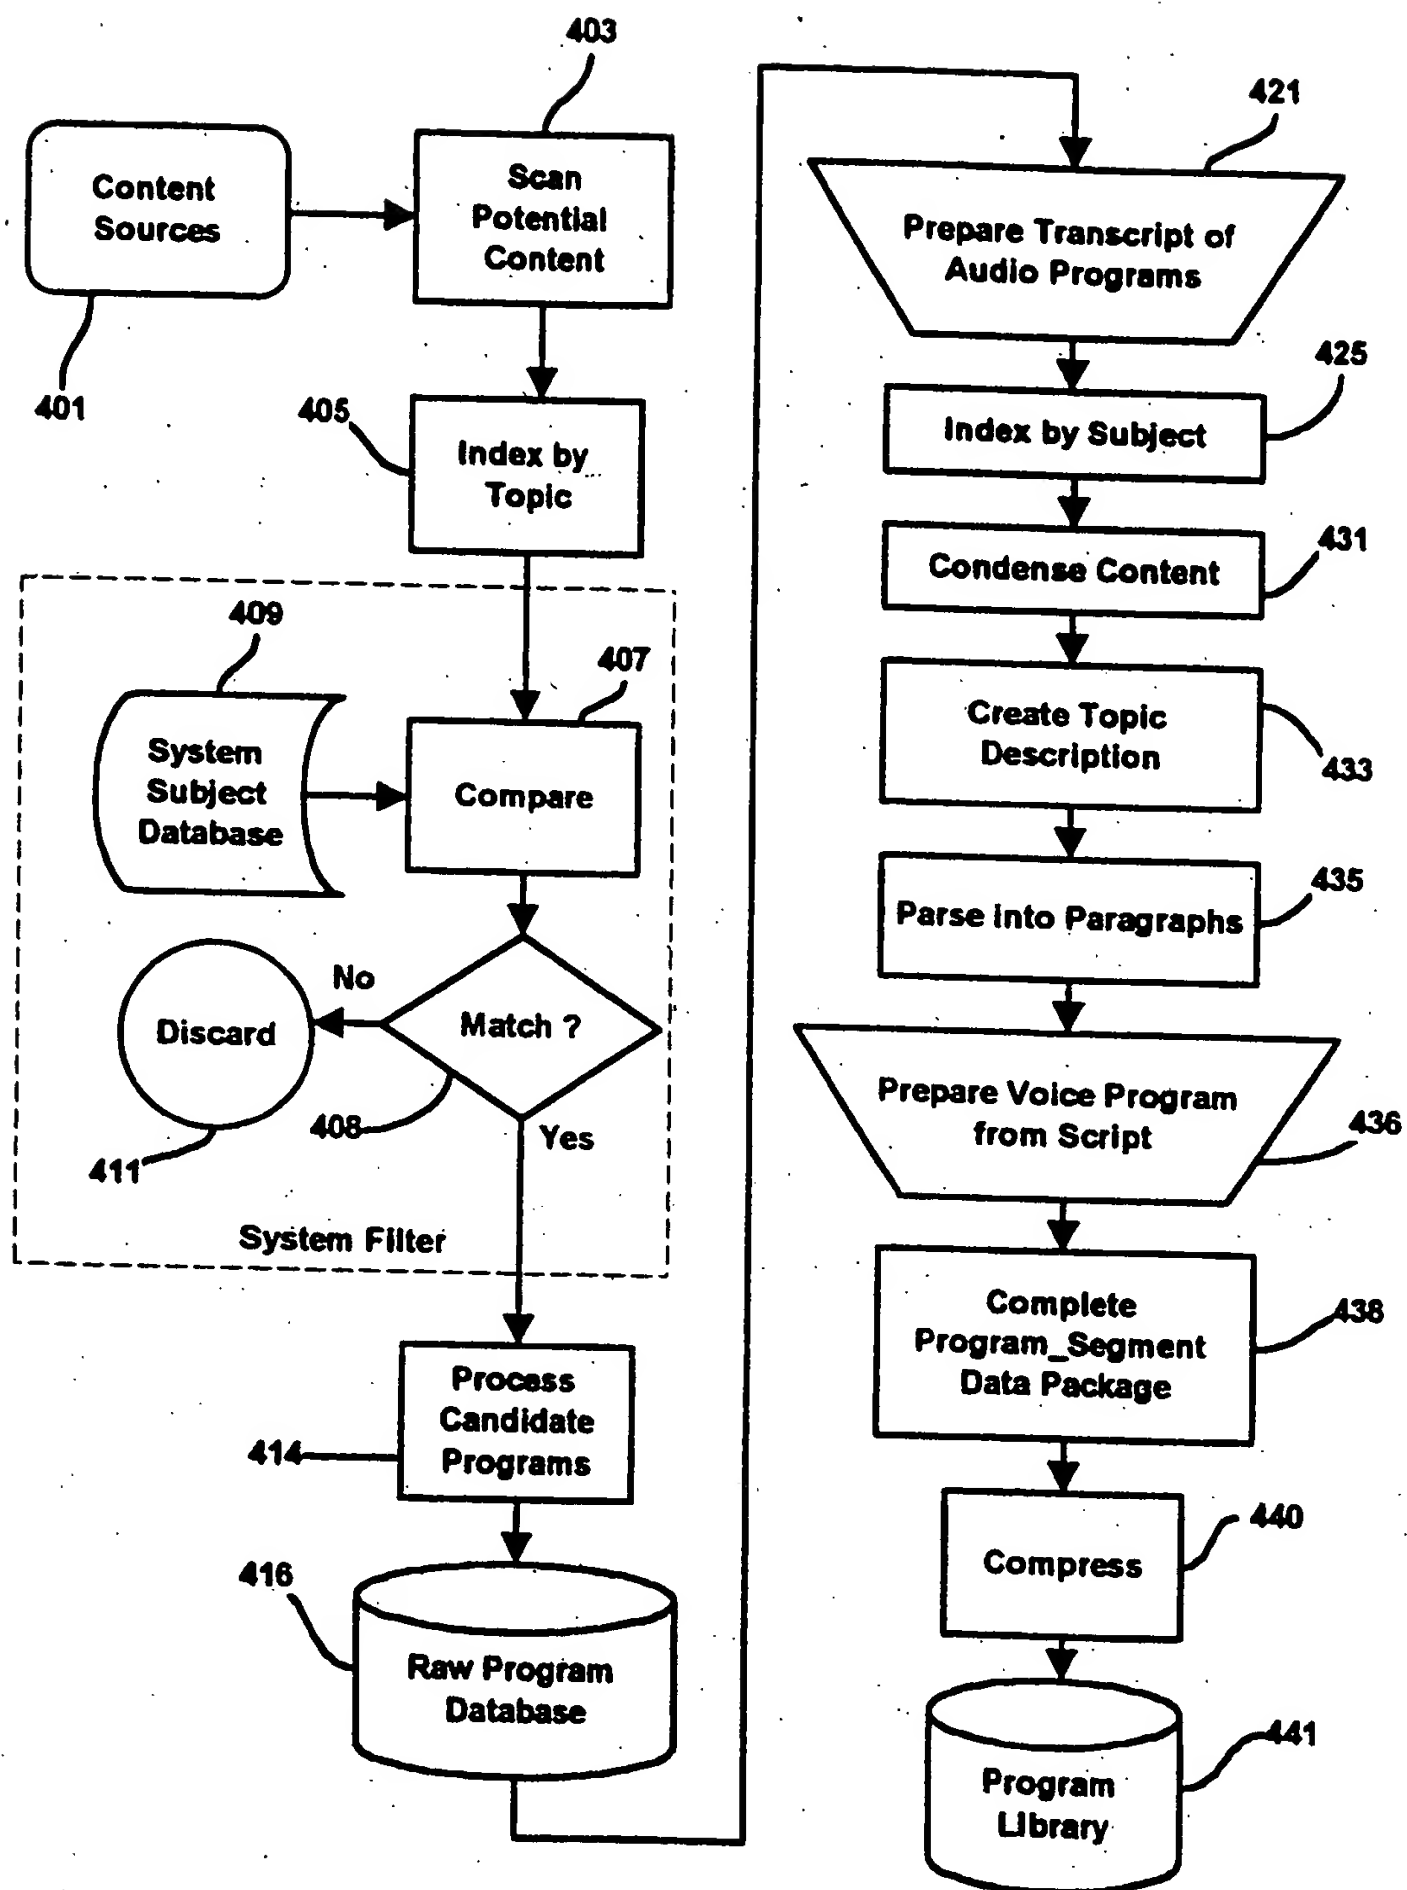 403
Content
Sources
Scan
Potential
Content
401
405
Index by
Topic
409
407
System
Subject
Database
Compare
No
Match ?
Discard
408
Yes
411
System Filter
Process
Candidate
Programs
414
416
Raw Program
Database
421
Prepare Transcript of
Audio Programs
425
Index by Subject
431
Condense Content
Create Topic
Description
433
435
Parse into Paragraphs
Prepare Voice Program
from Script
436
Complete
Program_Segment
Data Package
438
440
Compress
441
Program
Library